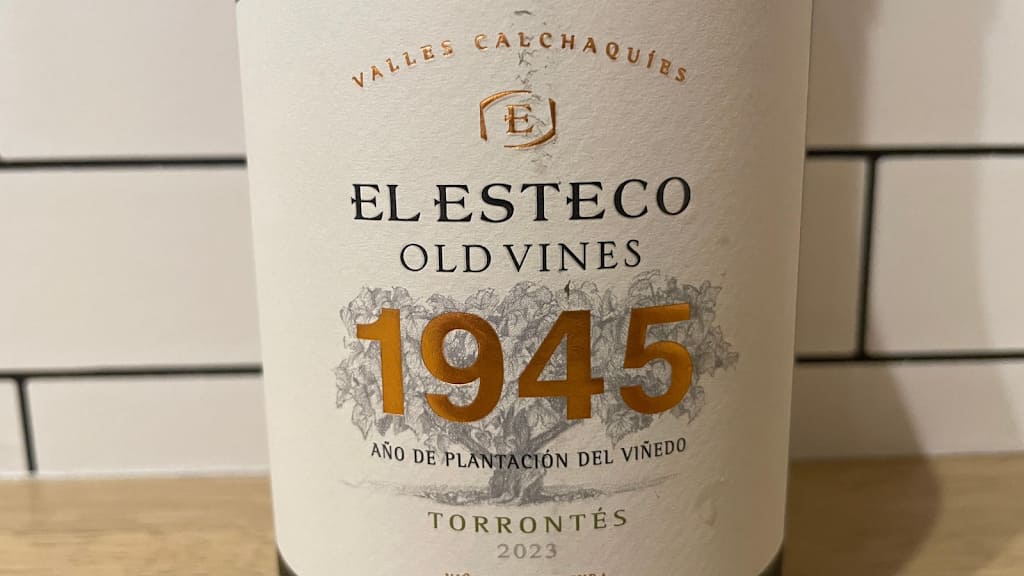 VALLES CALCHAQUÍES
E
EL ESTECO
OLD VINES
1945
AÑO DE PLANTACIÓN DEL VIÑEDO
TORRONTÉS
2023